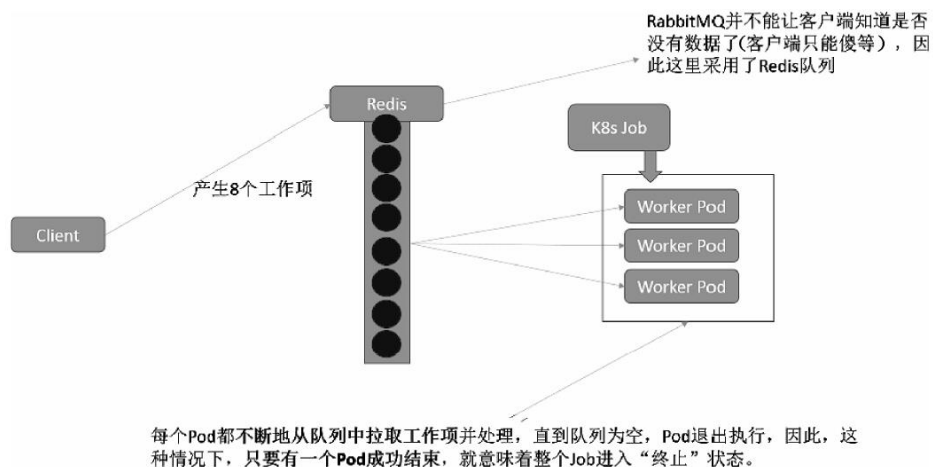 RabbitMQ并不能让客户端知道是否
没有数据了(客户端只能傻等），因
此这里采用了Redis队列
Redis
K8s Job
产生8个工作项
Worker Pod
Client
Worker Pod
Worker Pod
每个Pod都不断地从队列中拉取工作项并处理，直到队列为空，Pod退出执行，因此，这
种情况下，只要有一个Pod成功结束，就意味着整个Job进入“终止”状态。